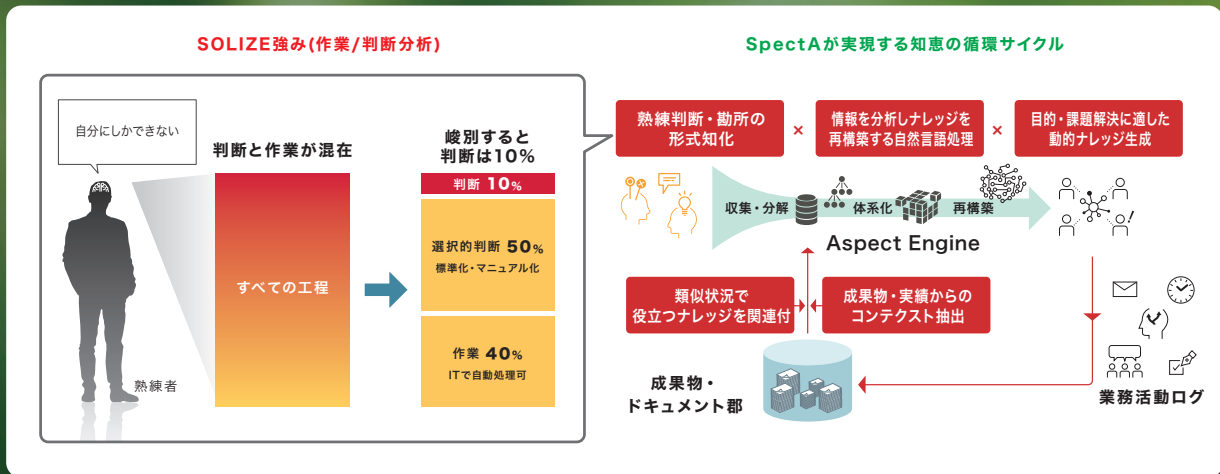 SOLIZE強み(作業/判断分析)
自分にしかできない
熟練者
判断と作業が混在
すべての工程
峻別すると
判断は10%
判断 10%
選択的判断 50%
標準化・マニュアル化
作業 40%
ITで自動処理可
SpectAが実現する知恵の循環サイクル
熟練判断・勘所の
形式知化
×
情報を分析しナレッジを
再構築する自然言語処理
×
目的・課題解決に適した
動的ナレッジ生成
収集・分解
体系化
再構築
Aspect Engine
類似状況で
役立つナレッジを関連付
成果物・実績からの
コンテクスト抽出
成果物・
ドキュメント郡
業務活動ログ